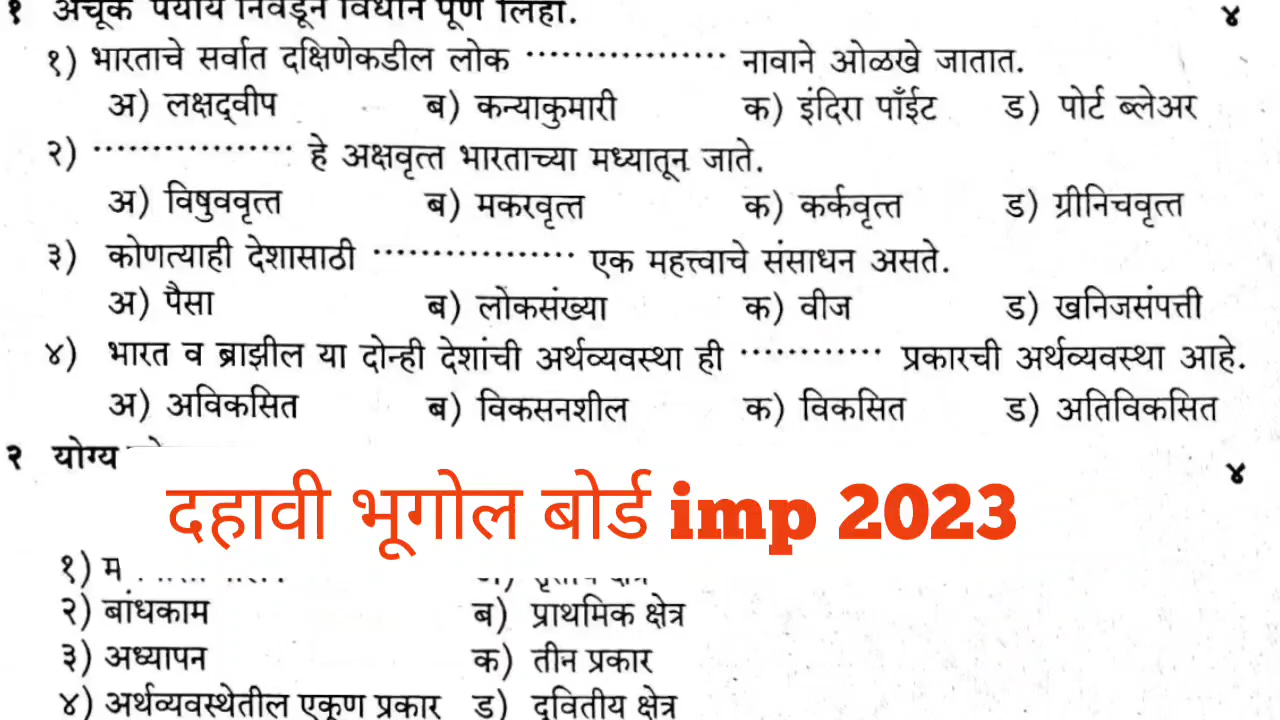 १ अचूक पर्याय निवडून विधान पूर्ण लिहा. ४
१) भारताचे सर्वात दक्षिणेकडील लोक ·················· नावाने ओळखे जातात.
अ) लक्षद्वीप ब) कन्याकुमारी क) इंदिरा पाँईट ड) पोर्ट ब्लेअर
२) ·················· हे अक्षवृत्त भारताच्या मध्यातून जाते.
अ) विषुववृत्त ब) मकरवृत्त क) कर्कवृत्त ड) ग्रीनिचवृत्त
३) कोणत्याही देशासाठी ·················· एक महत्त्वाचे संसाधन असते.
अ) पैसा ब) लोकसंख्या क) वीज ड) खनिजसंपत्ती
४) भारत व ब्राझील या दोन्ही देशांची अर्थव्यवस्था ही ············ प्रकारची अर्थव्यवस्था आहे.
अ) अविकसित ब) विकसनशील क) विकसित ड) अतिविकसित
२ योग्य ४
दहावी भूगोल बोर्ड imp 2023
१) म
२) बांधकाम ब) प्राथमिक क्षेत्र
३) अध्यापन क) तीन प्रकार
४) अर्थव्यवस्थेतील एकूण प्रकार ड) द्वितीय क्षेत्र